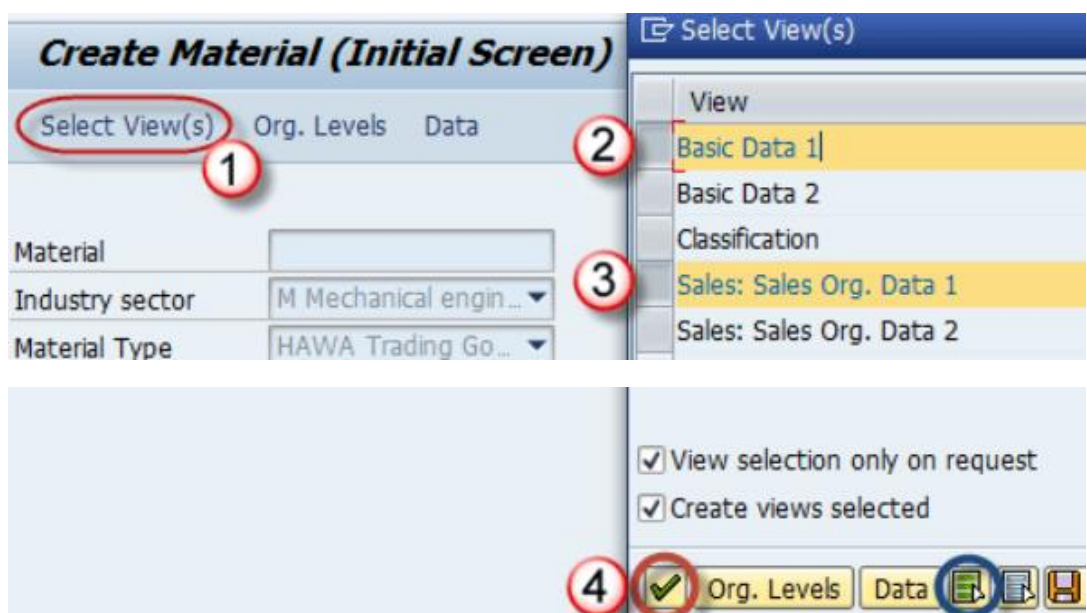 Create Material (Initial Screen)
Select View(s) Org. Levels Data
1
Material
Industry sector M Mechanical engin...
Material Type HAWA Trading Go...
Select View(s)
View
2 Basic Data 1
Basic Data 2
Classification
3 Sales: Sales Org. Data 1
Sales: Sales Org. Data 2
View selection only on request
Create views selected
4 Org. Levels Data